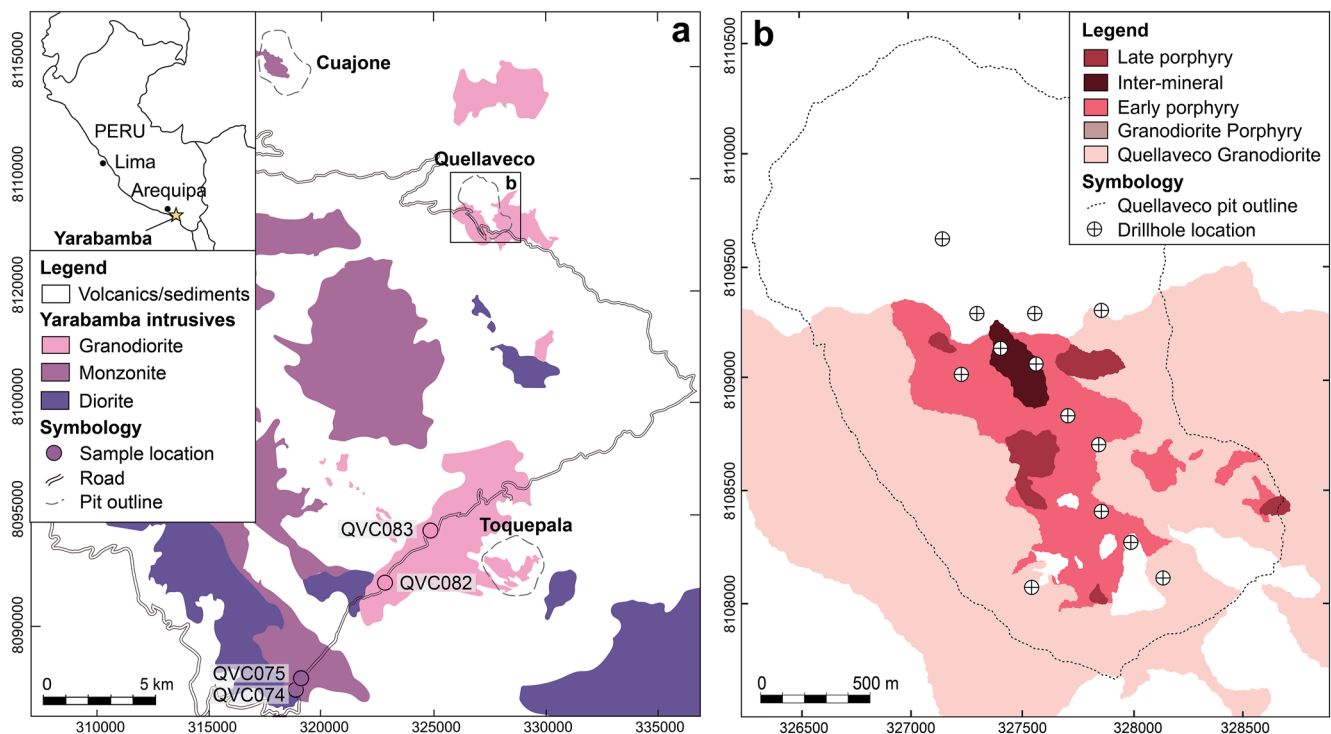 a
8115000
8110000
8120000
8100000
8095000
8090000
PERU
Lima
Arequipa
Yarabamba
Legend
Volcanics/sediments
Yarabamba intrusives
Granodiorite
Monzonite
Diorite
Symbology
Sample location
Road
Pit outline
Cuajone
Quellaveco
b
QVC083
Toquepala
QVC082
QVC075
QVC074
0 5 km
310000 315000 320000 325000 330000 335000
b
8111500
8110000
8109500
8109000
8108500
8108000
Legend
Late porphyry
Inter-mineral
Early porphyry
Granodiorite Porphyry
Quellaveco Granodiorite
Symbology
Quellaveco pit outline
Drillhole location
0 500 m
326500 327000 327500 328000 328500